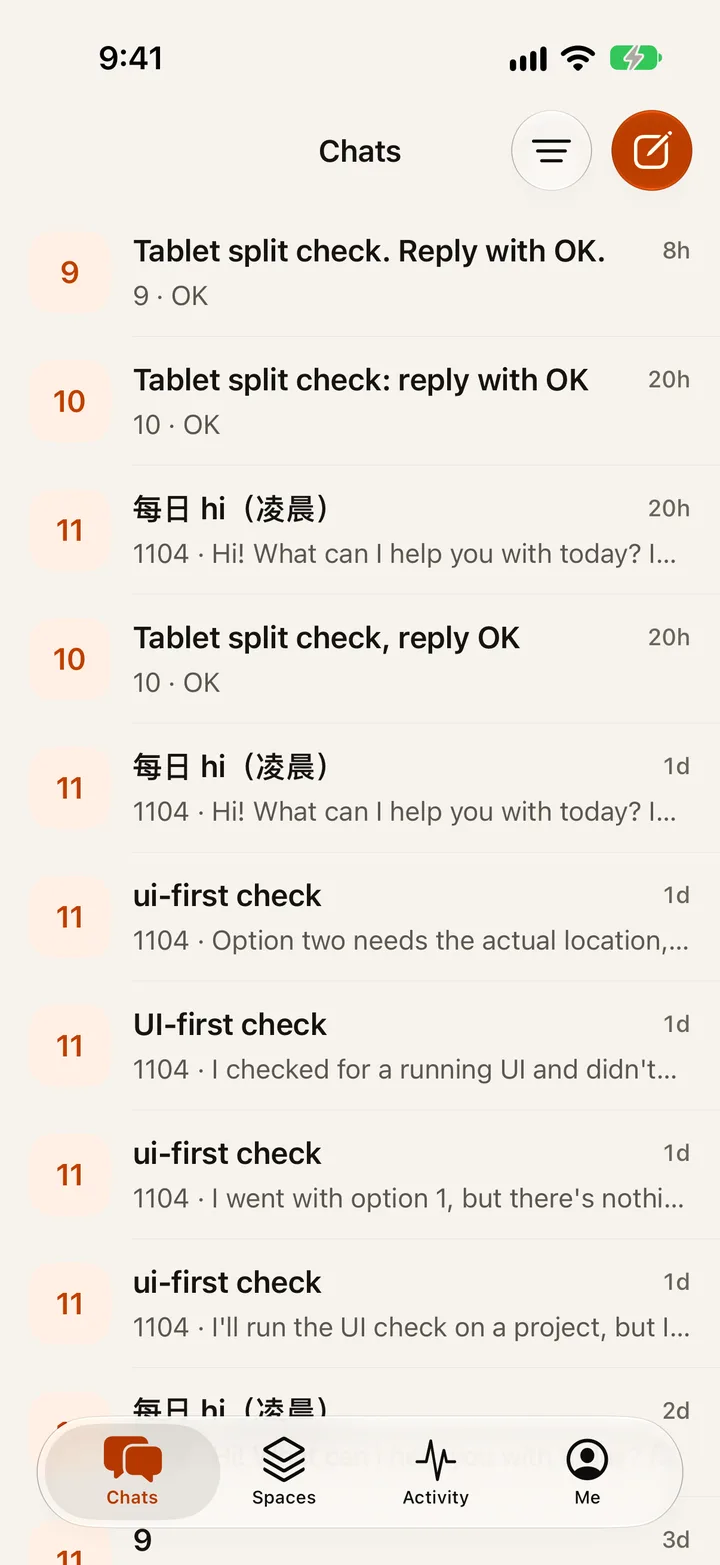 9:41
Chats
9
Tablet split check. Reply with OK.
8h
9 · OK
10
Tablet split check: reply with OK
20h
10 · OK
11
每日 hi（凌晨）
20h
1104 · Hi! What can I help you with today? I...
10
Tablet split check, reply OK
20h
10 · OK
11
每日 hi（凌晨）
1d
1104 · Hi! What can I help you with today? I...
11
ui-first check
1d
1104 · Option two needs the actual location,...
11
UI-first check
1d
1104 · I checked for a running UI and didn't...
11
ui-first check
1d
1104 · I went with option 1, but there's nothi...
11
ui-first check
1d
1104 · I'll run the UI check on a project, but I...
每日 hi（凌晨）
2d
Chats
Spaces
Activity
Me
11
9
3d